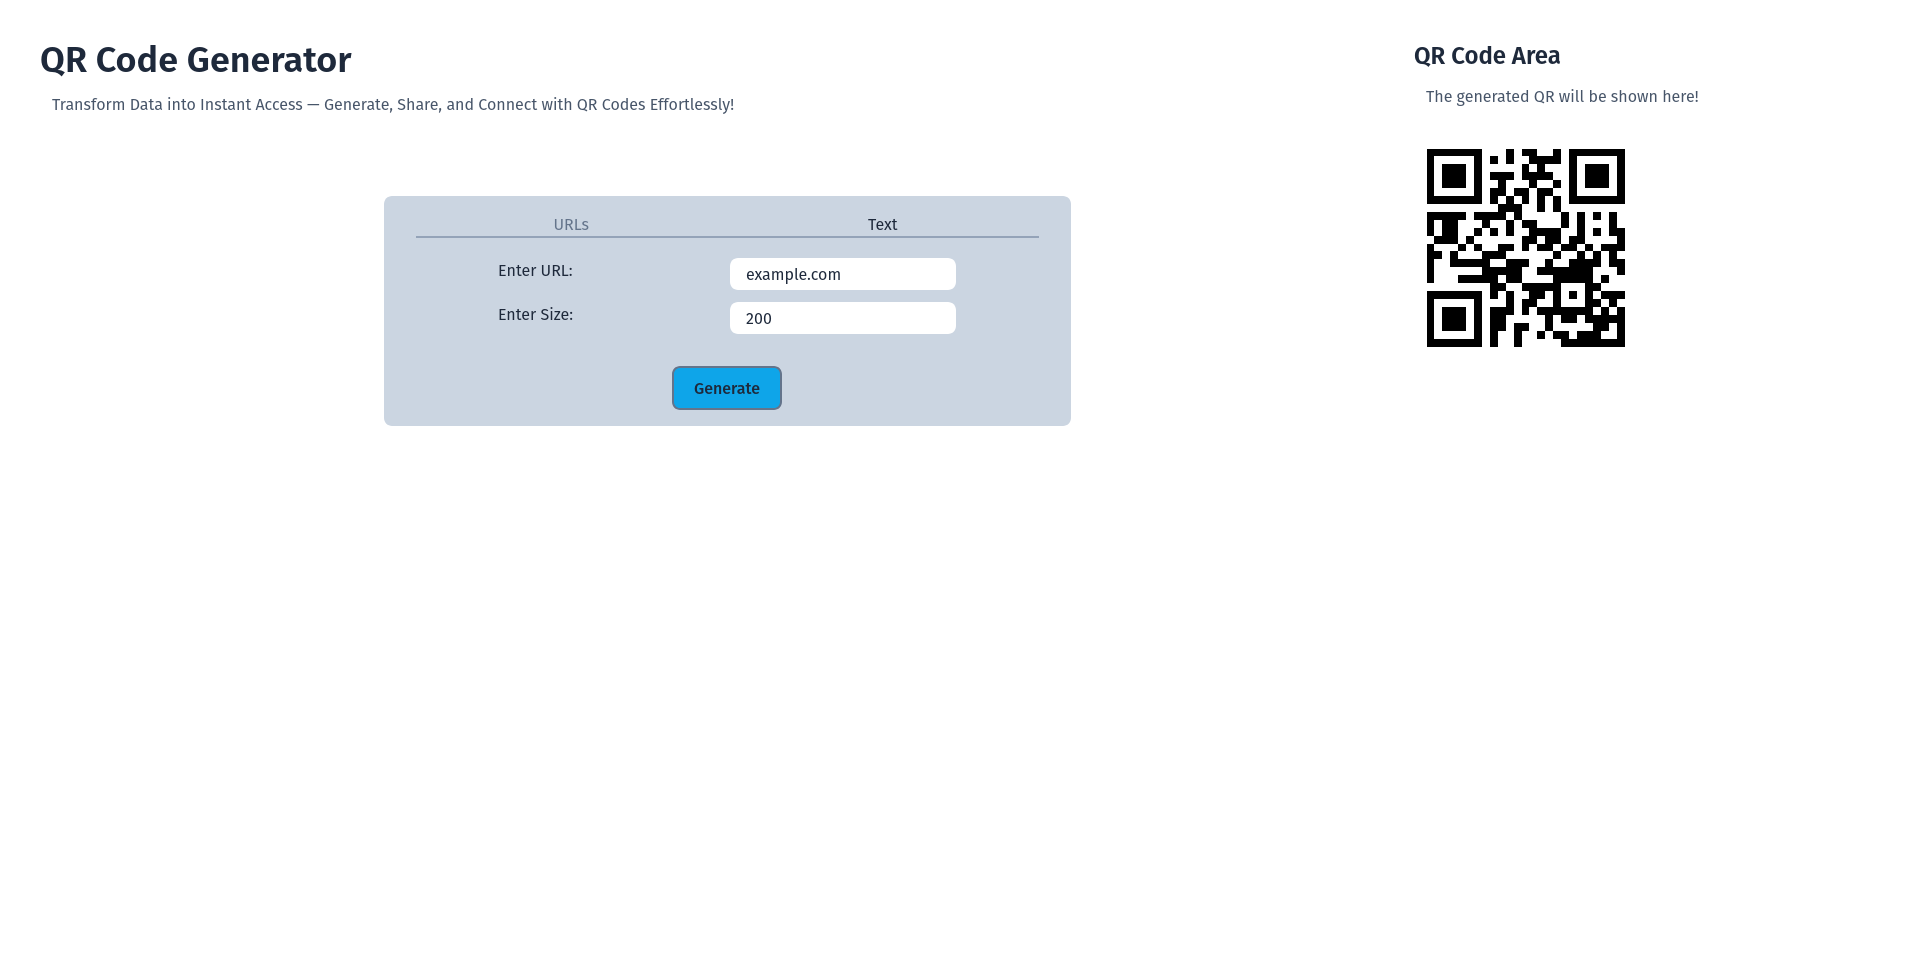 QR Code Generator
Transform Data into Instant Access — Generate, Share, and Connect with QR Codes Effortlessly!
URLs
Text
Enter URL:
example.com
Enter Size:
200
Generate
QR Code Area
The generated QR will be shown here!